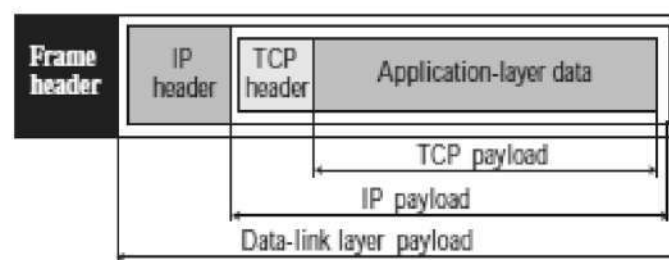 Frame header
IP header
TCP header
Application-layer data
TCP payload
IP payload
Data-link layer payload